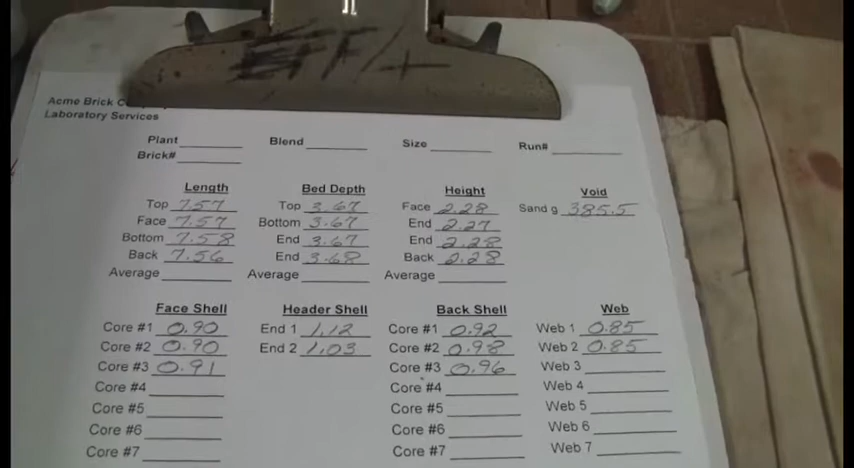 Acme Brick
Laboratory Services
Plant Blend Size Run#
Brick#
Length Bed Depth Height Void
Top 7.57 Top 3.67 Face 2.28 Sand g 385.5
Face 7.57 Bottom 3.67 End 2.27
Bottom 7.58 End 3.67 End 2.28
Back 7.56 End 3.68 Back 2.28
Average Average Average
Face Shell Header Shell Back Shell Web
Core #1 0.90 End 1 1.12 Core #1 0.92 Web 1 0.85
Core #2 0.90 End 2 1.03 Core #2 0.98 Web 2 0.85
Core #3 0.91 Core #3 0.96 Web 3
Core #4 Core #4 Web 4
Core #5 Core #5 Web 5
Core #6 Core #6 Web 6
Core #7 Core #7 Web 7